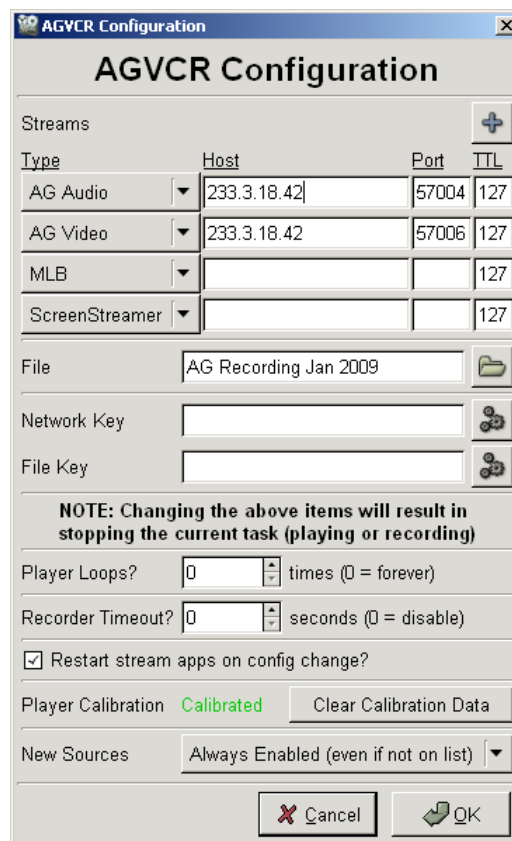 AGVCR Configuration
AGVCR Configuration
Streams
Type Host Port TTL
AG Audio 233.3.18.42 57004 127
AG Video 233.3.18.42 57006 127
MLB 127
ScreenStreamer 127
File AG Recording Jan 2009
Network Key
File Key
NOTE: Changing the above items will result in
stopping the current task (playing or recording)
Player Loops? 0 times (0 = forever)
Recorder Timeout? 0 seconds (0 = disable)
Restart stream apps on config change?
Player Calibration Calibrated Clear Calibration Data
New Sources Always Enabled (even if not on list)
Cancel OK